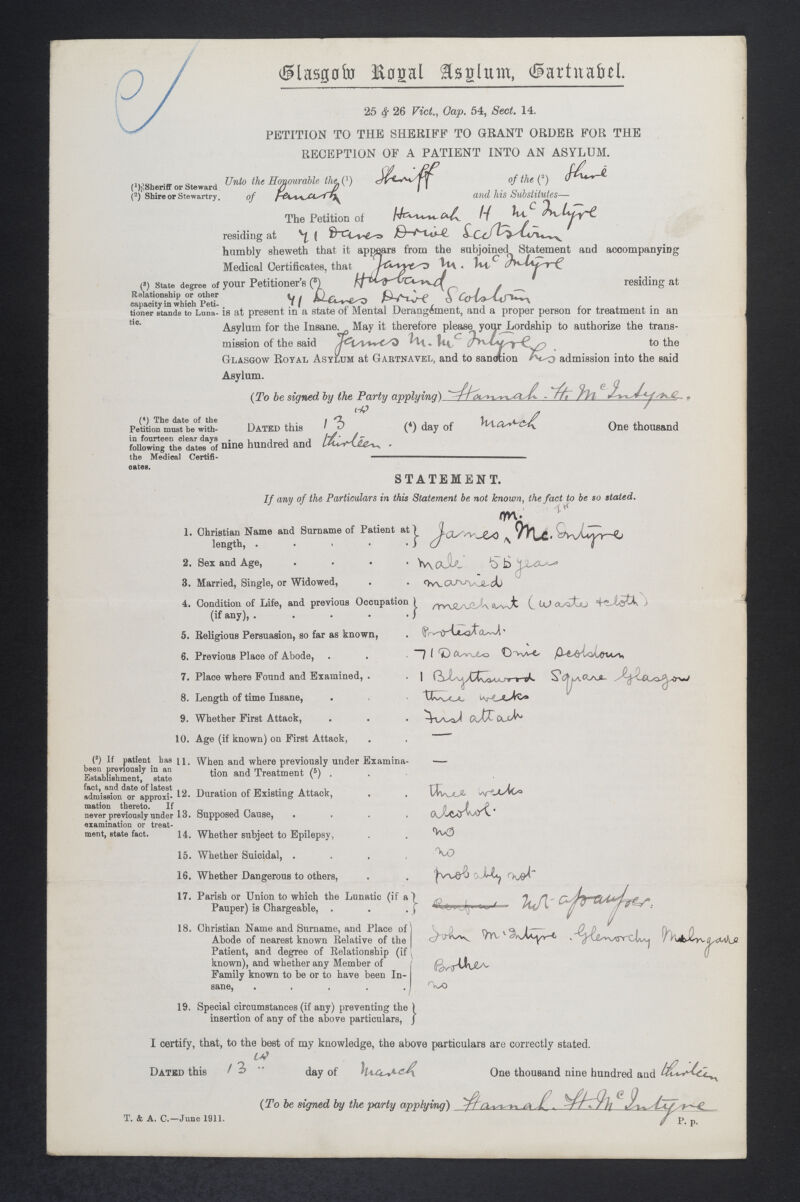 Glasgow Royal Asylum, Gartnavel.
25 & 26 Vict., Cap. 54, Sect. 14.
PETITION TO THE SHERIFF TO GRANT ORDER FOR THE
RECEPTION OF A PATIENT INTO AN ASYLUM.
(1) Sheriff or Steward
(2) Shire or Stewartry.
Unto the Honourable the (1) Sheriff of the (2) Shire
of Lanark and his Substitutes—
The Petition of Hannah H McIntyre
residing at 71 Danes Drive Scotstoun
humbly sheweth that it appears from the subjoined Statement and accompanying
Medical Certificates, that James M. McIntyre
(3) State degree of
Relationship or other
capacity in which Peti-
tioner stands to Luna-
tic.
your Petitioner's (3) Husband residing at
71 Danes Drive, Scotstoun
is at present in a state of Mental Derangement, and a proper person for treatment in an
Asylum for the Insane. May it therefore please your Lordship to authorize the trans-
mission of the said James M. McIntyre to the
GLASGOW ROYAL ASYLUM AT GARTNAVEL, and to sanction his admission into the said
Asylum.
(To be signed by the Party applying) Hannah. H. McIntyre.
(4) The date of the
Petition must be with-
in fourteen clear days
following the dates of
the Medical Certifi-
cates.
DATED this 13th (4) day of March One thousand
nine hundred and thirteen.
STATEMENT.
If any of the Particulars in this Statement be not known, the fact to be so stated.
1. Christian Name and Surname of Patient at
length, . . . . . James M. McIntyre
2. Sex and Age, . . . . male 55 years
3. Married, Single, or Widowed, . . married
4. Condition of Life, and previous Occupation
(if any), . . . . . merchant (waste & cloth)
5. Religious Persuasion, so far as known, . Protestant.
6. Previous Place of Abode, . . . 71 Danes Drive Scotstoun
7. Place where Found and Examined, . . 1 Blythswood Square Glasgow
8. Length of time Insane, . . . three weeks
9. Whether First Attack, . . . First attack
10. Age (if known) on First Attack, . . —
(5) If patient has
been previously in an
Establishment, state
fact, and date of latest
admission or approxi-
mation thereto. If
never previously under
examination or treat-
ment, state fact.
11. When and where previously under Examina-
tion and Treatment (5) . . . —
12. Duration of Existing Attack, . . three weeks
13. Supposed Cause, . . . . alcohol.
14. Whether subject to Epilepsy, . . no
15. Whether Suicidal, . . . . no
16. Whether Dangerous to others, . . probably not
17. Parish or Union to which the Lunatic (if a
Pauper) is Chargeable, . . . Not a pauper.
18. Christian Name and Surname, and Place of
Abode of nearest known Relative of the
Patient, and degree of Relationship (if
known), and whether any Member of
Family known to be or to have been In-
sane, . . . . .
John McIntyre. Glenorchy Milngavie
Brother
no
19. Special circumstances (if any) preventing the
insertion of any of the above particulars,
I certify, that, to the best of my knowledge, the above particulars are correctly stated.
DATED this 13th day of March One thousand nine hundred and thirteen
(To be signed by the party applying) Hannah. H. McIntyre
T. & A. C.—June 1911.
P. p.